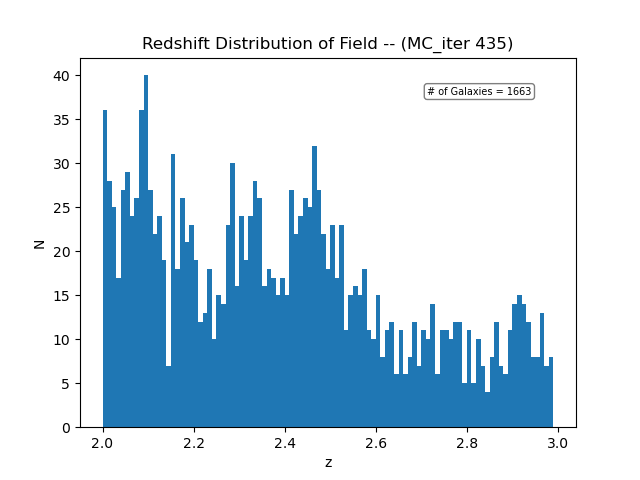 Redshift Distribution of Field -- (MC_iter 435)
# of Galaxies = 1663
N
40
35
30
25
20
15
10
5
0
2.0 2.2 2.4 2.6 2.8 3.0
z